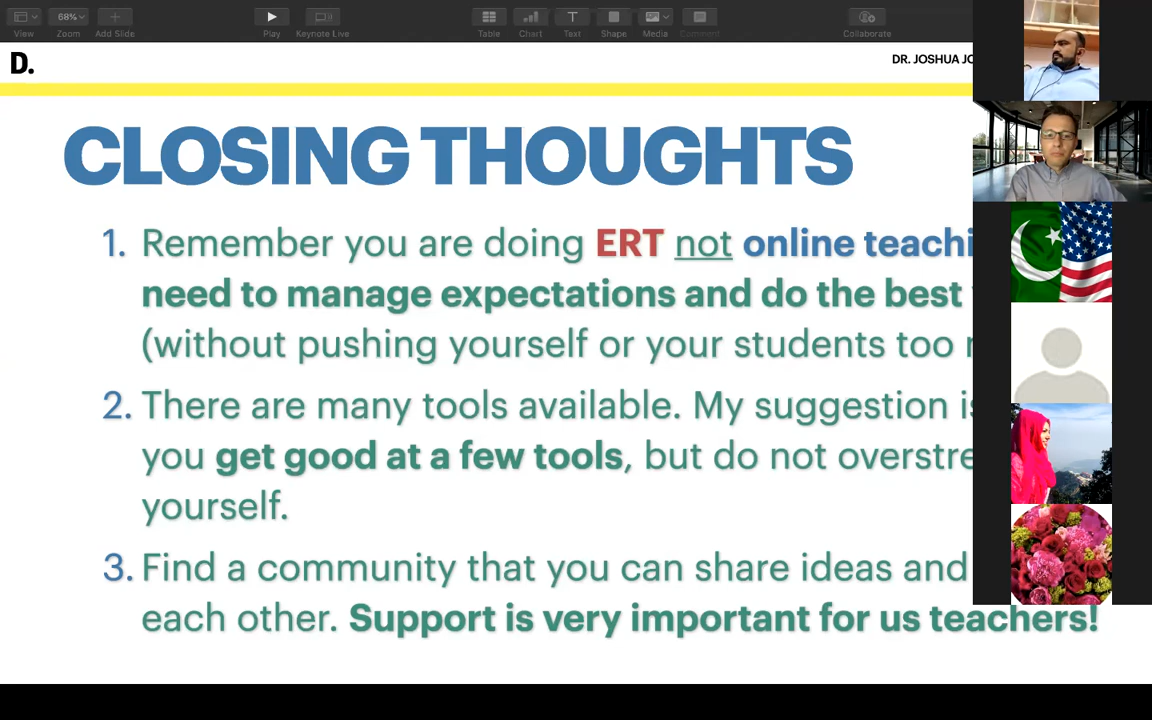 68%
View
Zoom
Add Slide
Play
Keynote Live
Table
Chart
Text
Shape
Media
Comment
Collaborate
D.
DR. JOSHUA
CLOSING THOUGHTS
1. Remember you are doing ERT not online
need to manage expectations and do the best
(without pushing yourself or your students too
2. There are many tools available. My suggestion
you get good at a few tools, but do not
yourself.
3. Find a community that you can share ideas and
each other. Support is very important for us teachers!